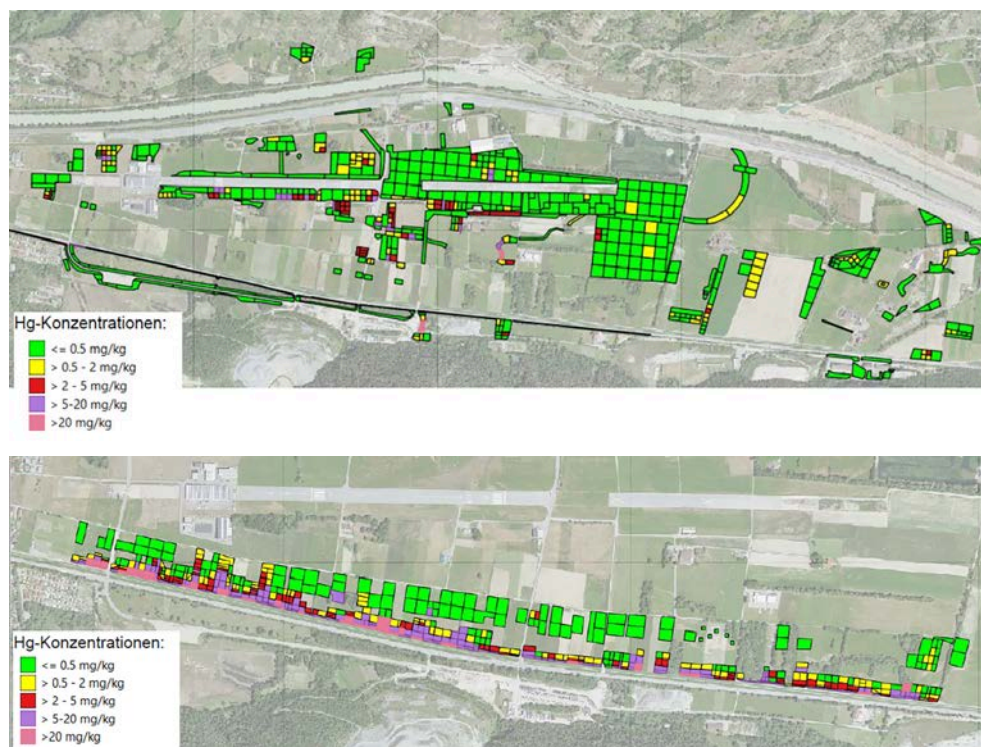 Hg-Konzentrationen:
<= 0.5 mg/kg
> 0.5 - 2 mg/kg
> 2 - 5 mg/kg
> 5-20 mg/kg
>20 mg/kg
Hg-Konzentrationen:
<= 0.5 mg/kg
> 0.5 - 2 mg/kg
> 2 - 5 mg/kg
> 5-20 mg/kg
>20 mg/kg